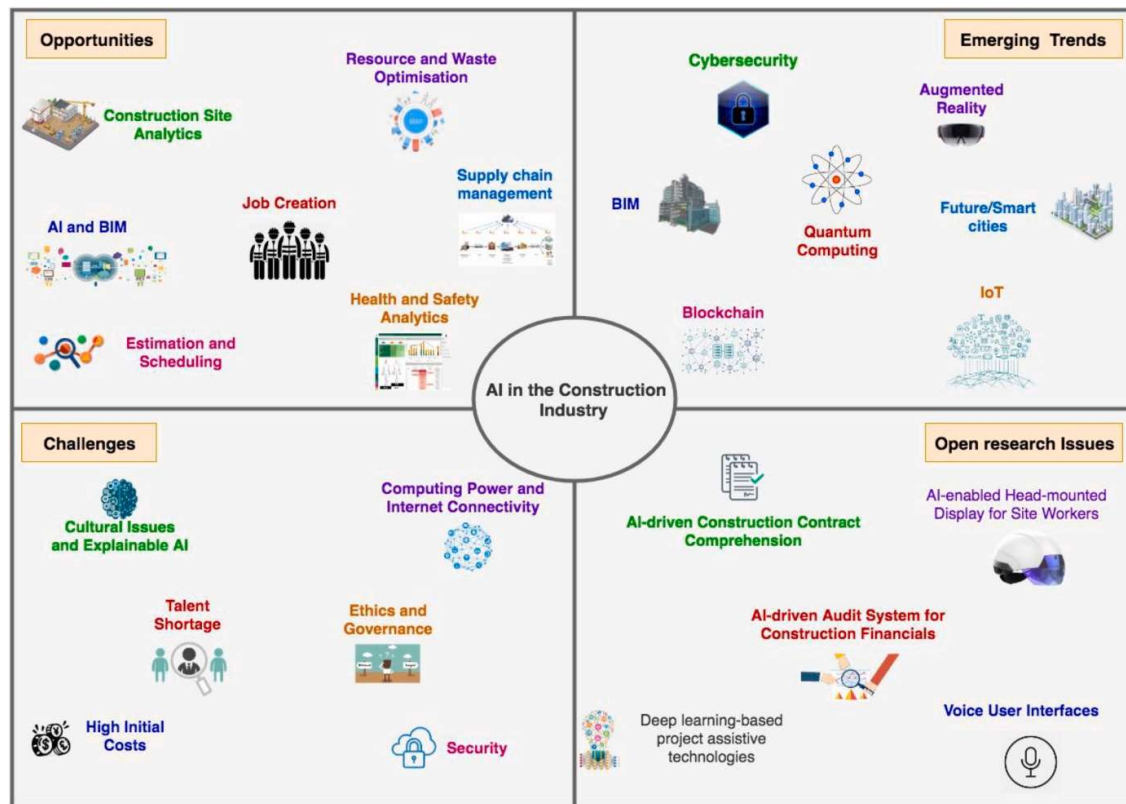 Opportunities
Resource and Waste
Optimisation
Construction Site
Analytics
Supply chain
management
Job Creation
AI and BIM
Health and Safety
Analytics
Estimation and
Scheduling
Emerging Trends
Cybersecurity
Augmented
Reality
BIM
Quantum
Computing
Future/Smart
cities
Blockchain
IoT
AI in the Construction
Industry
Challenges
Cultural Issues
and Explainable AI
Computing Power and
Internet Connectivity
Talent
Shortage
Ethics and
Governance
High Initial
Costs
Security
Open research Issues
AI-driven Construction Contract
Comprehension
AI-enabled Head-mounted
Display for Site Workers
AI-driven Audit System for
Construction Financials
Deep learning-based
project assistive
technologies
Voice User Interfaces